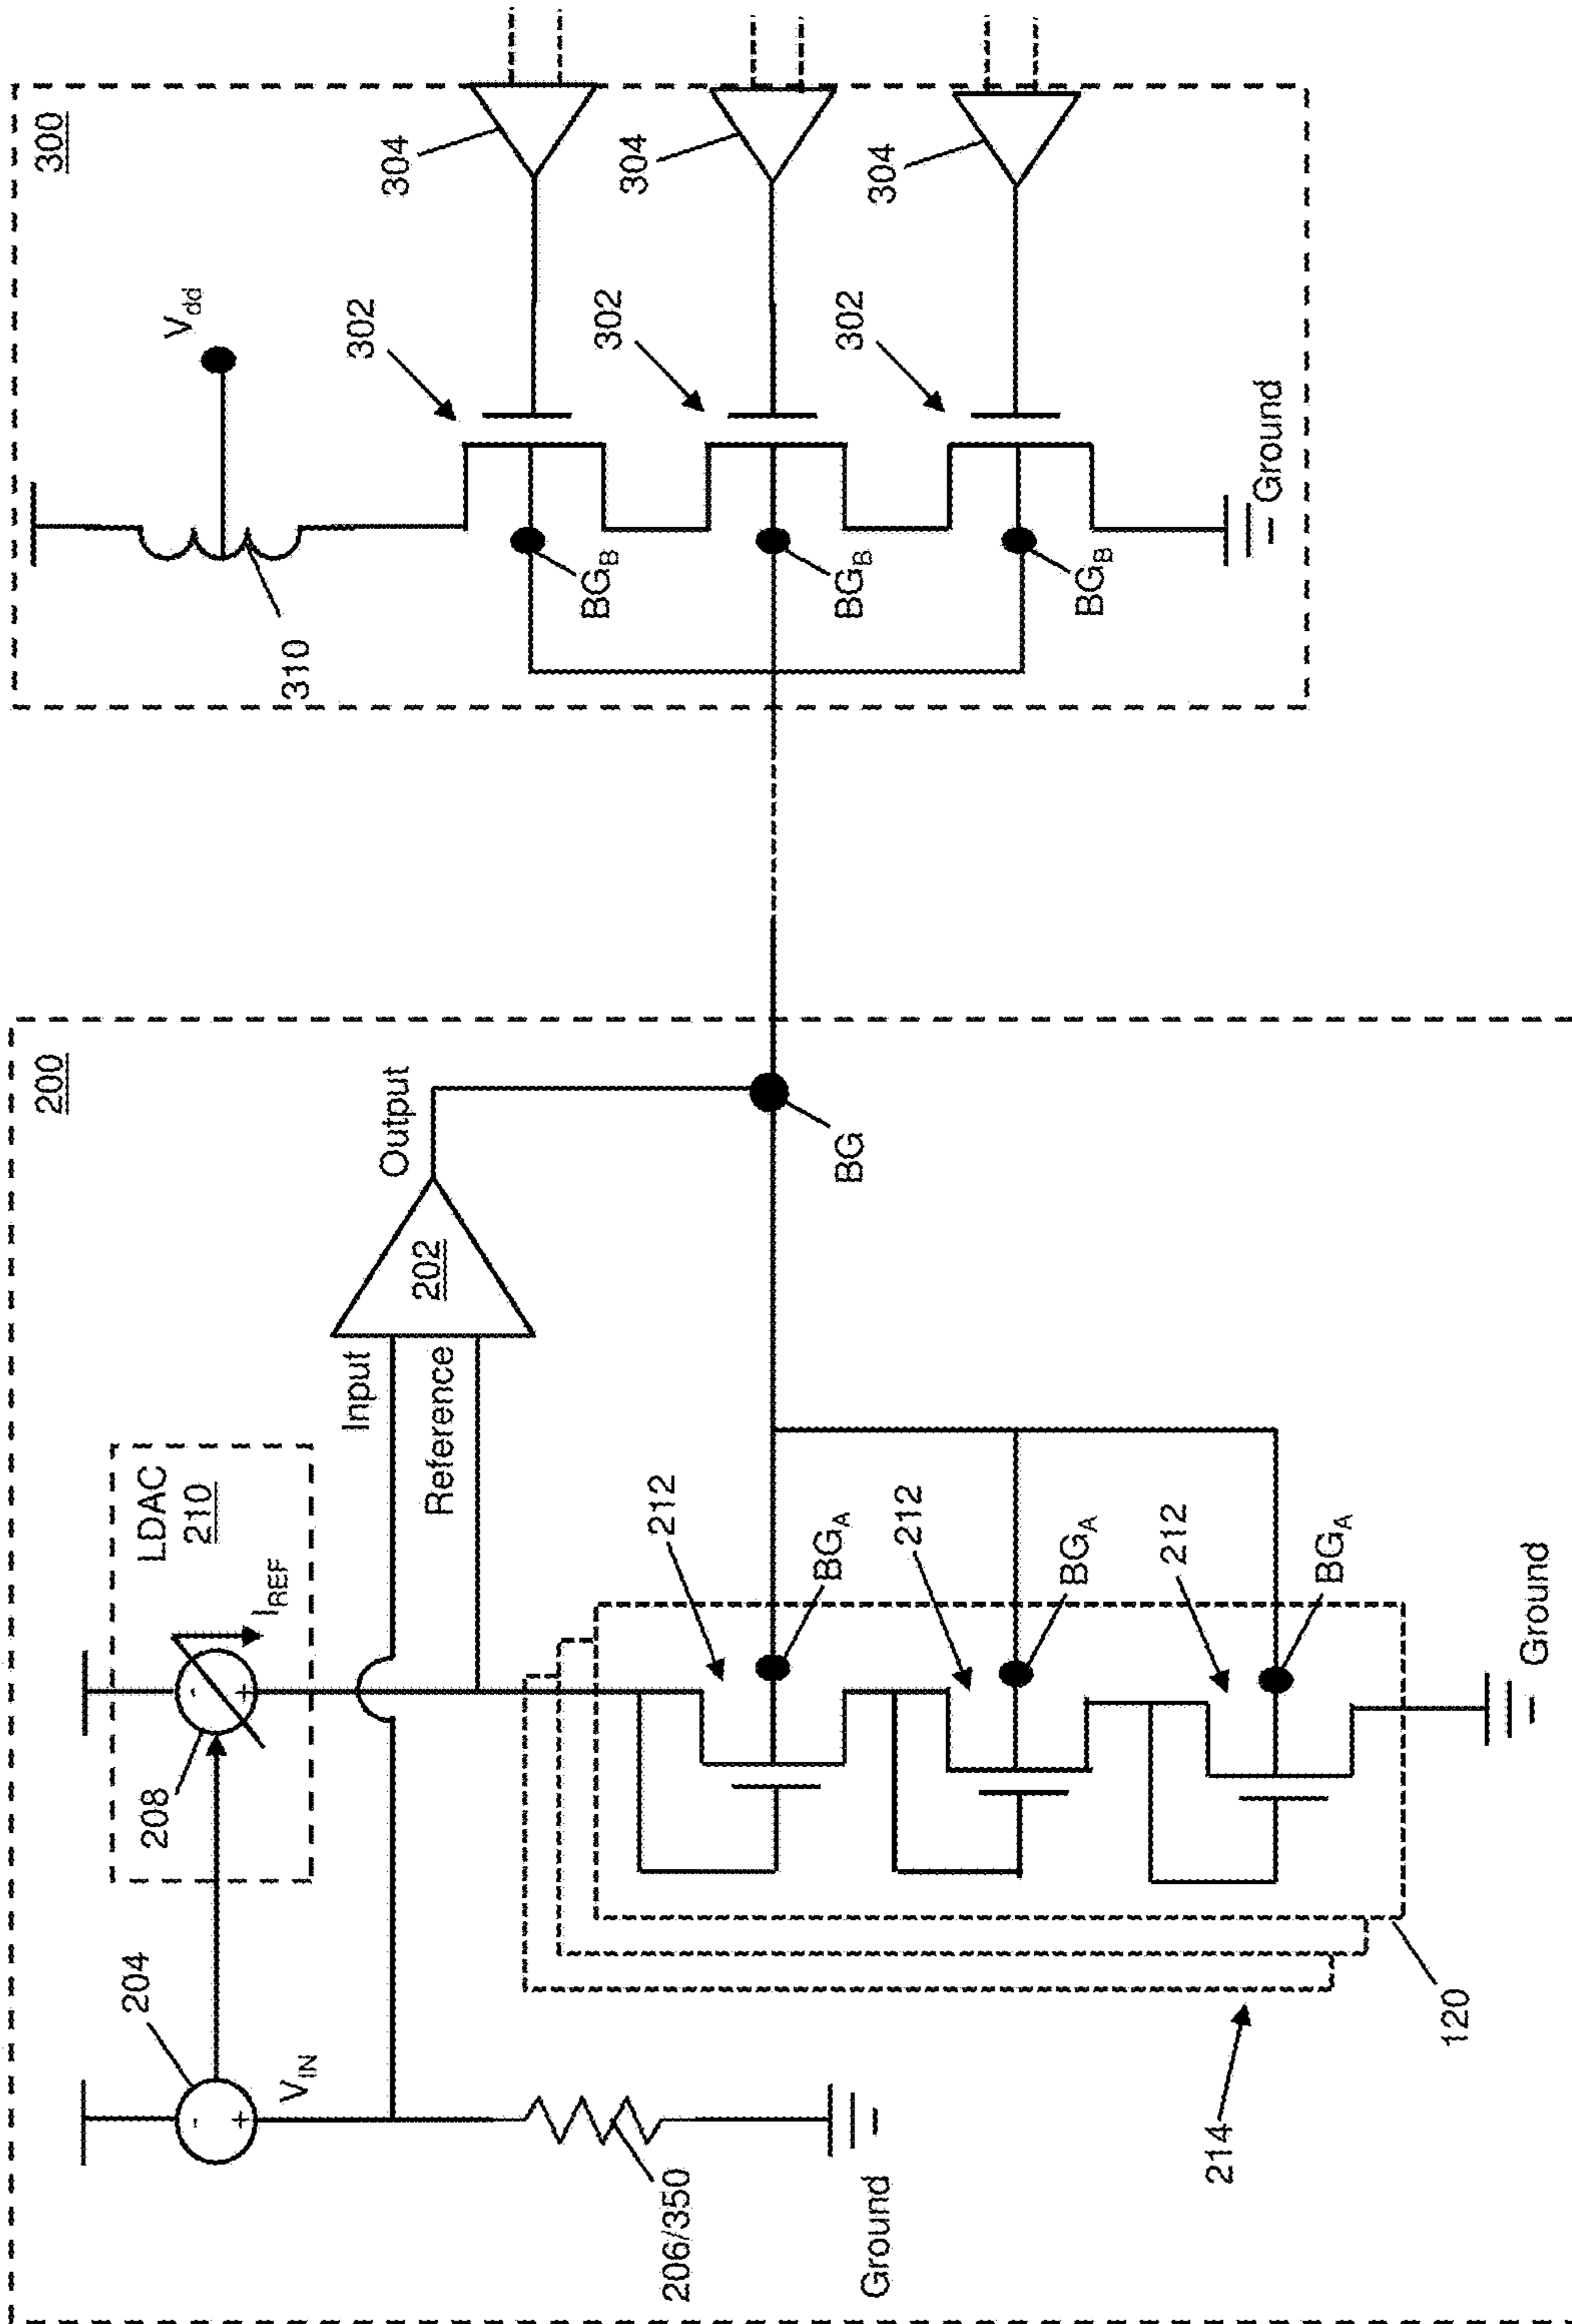 200
204
V_IN
208
LDAC
210
I_REF
Input
Reference
202
Output
BG
206/350
Ground
214
120
212
BG_A
212
BG_A
212
BG_A
Ground
300
V_dd
310
302
304
BG_B
302
304
BG_B
302
304
BG_B
Ground
- +
- +